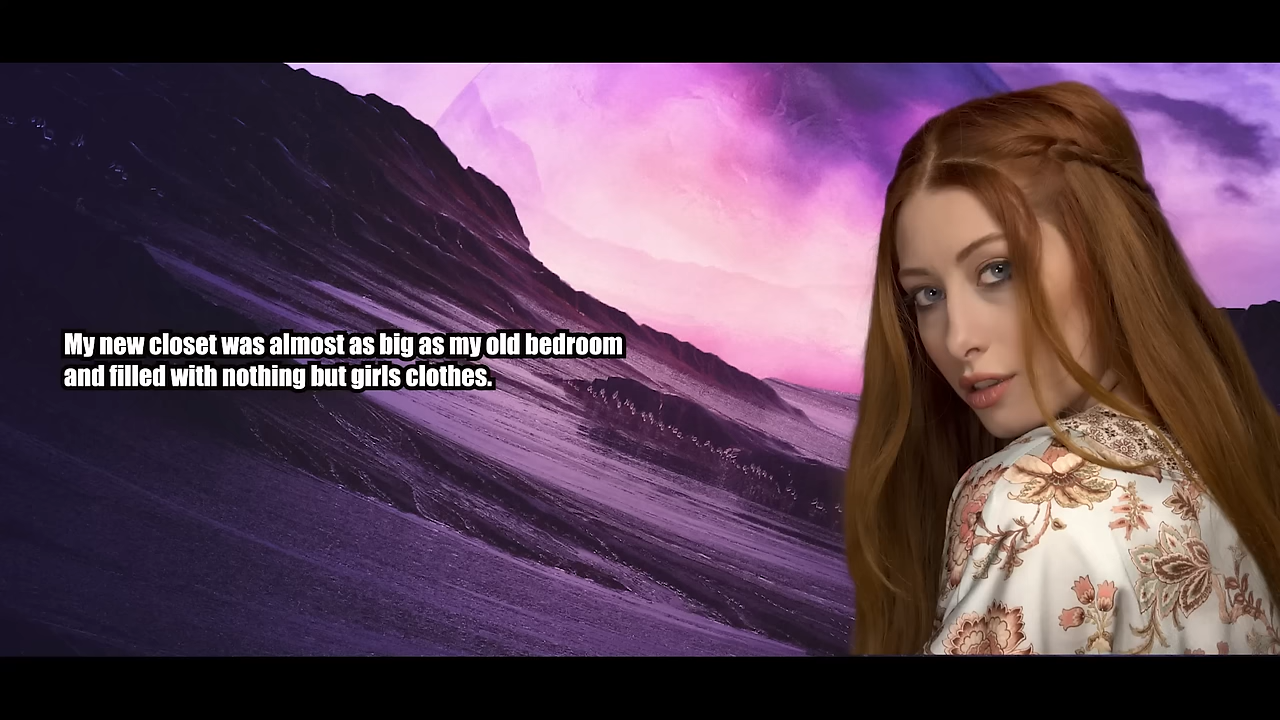 My new closet was almost as big as my old bedroom
and filled with nothing but girls clothes.